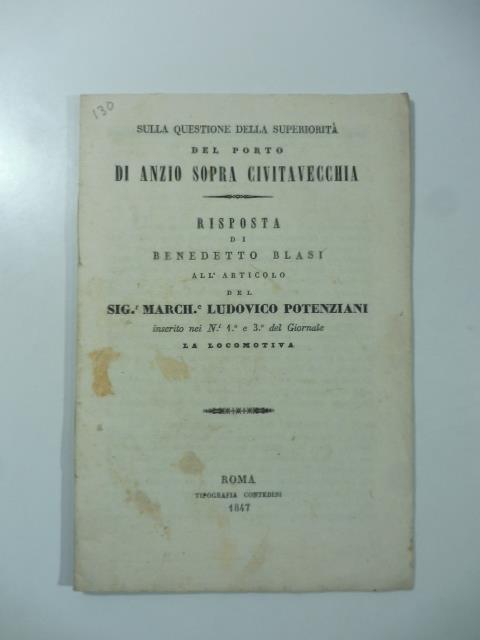 130
SULLA QUESTIONE DELLA SUPERIORITÀ
DEL PORTO
DI ANZIO SOPRA CIVITAVECCHIA
RISPOSTA
DI
BENEDETTO BLASI
ALL' ARTICOLO
DEL
SIG.r MARCH.e LUDOVICO POTENZIANI
inserito nei N.i 1.º e 3.º del Giornale
LA LOCOMOTIVA
ROMA
TIPOGRAFIA CONTEDINI
1847